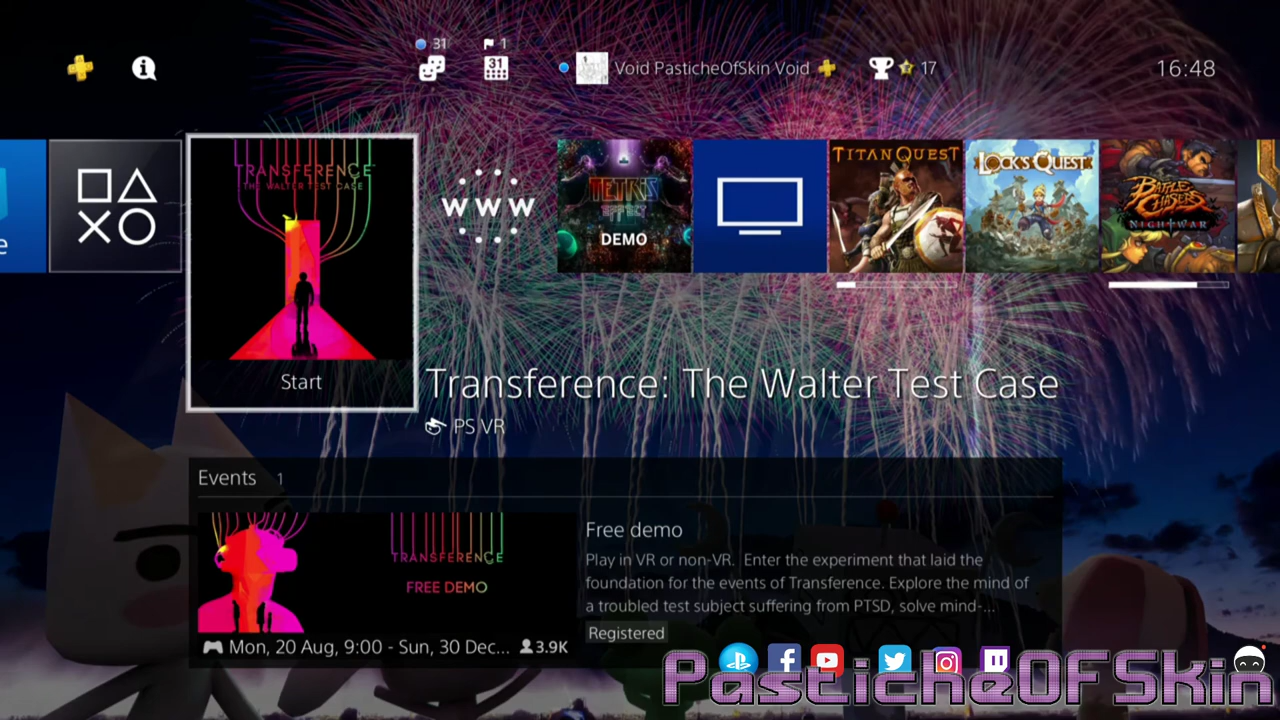 31
1
31
Void PasticheOfSkin Void
17
16:48
e
TRANSFERENCE
THE WALTER TEST CASE
Start
WWW
TETRIS
EFFECT
DEMO
TITAN QUEST
LOCK'S QUEST
BATTLE
CHASERS
NIGHTWAR
Transference: The Walter Test Case
PS VR
Events 1
TRANSFERENCE
FREE DEMO
Free demo
Play in VR or non-VR. Enter the experiment that laid the
foundation for the events of Transference. Explore the mind of
a troubled test subject suffering from PTSD, solve mind-...
Registered
Mon, 20 Aug, 9:00 - Sun, 30 Dec... 3.9K
PasticheOFSkin